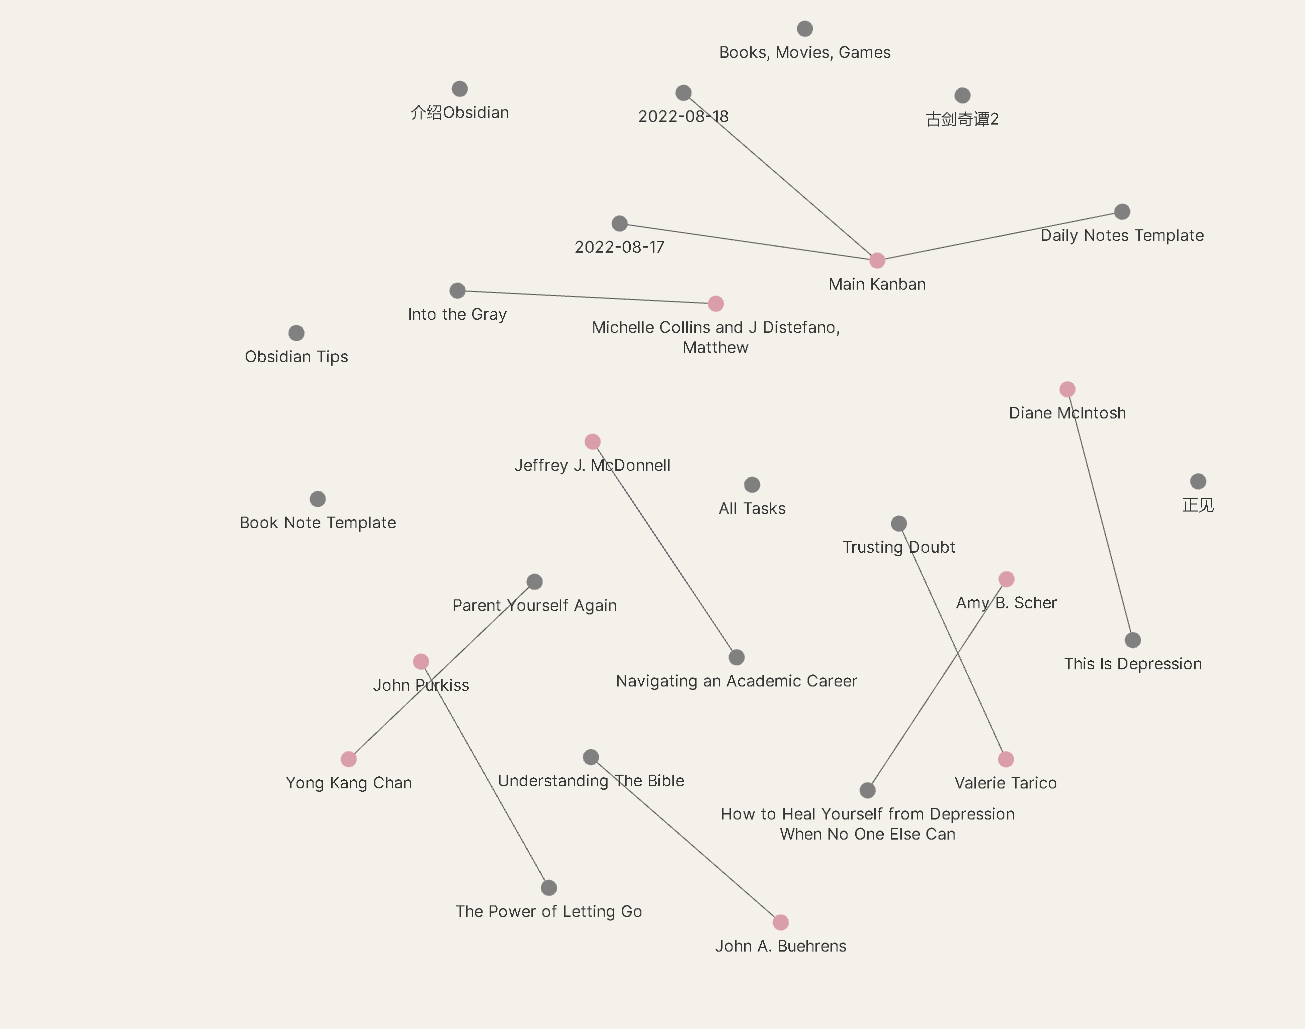 Books, Movies, Games
介绍Obsidian
2022-08-18
古剑奇谭2
Daily Notes Template
2022-08-17
Main Kanban
Into the Gray
Michelle Collins and J Distefano,
Matthew
Obsidian Tips
Diane McIntosh
Jeffrey J. McDonnell
All Tasks
正见
Book Note Template
Trusting Doubt
Parent Yourself Again
Amy B. Scher
This Is Depression
Navigating an Academic Career
John Purkiss
Yong Kang Chan
Understanding The Bible
Valerie Tarico
How to Heal Yourself from Depression
When No One Else Can
The Power of Letting Go
John A. Buehrens